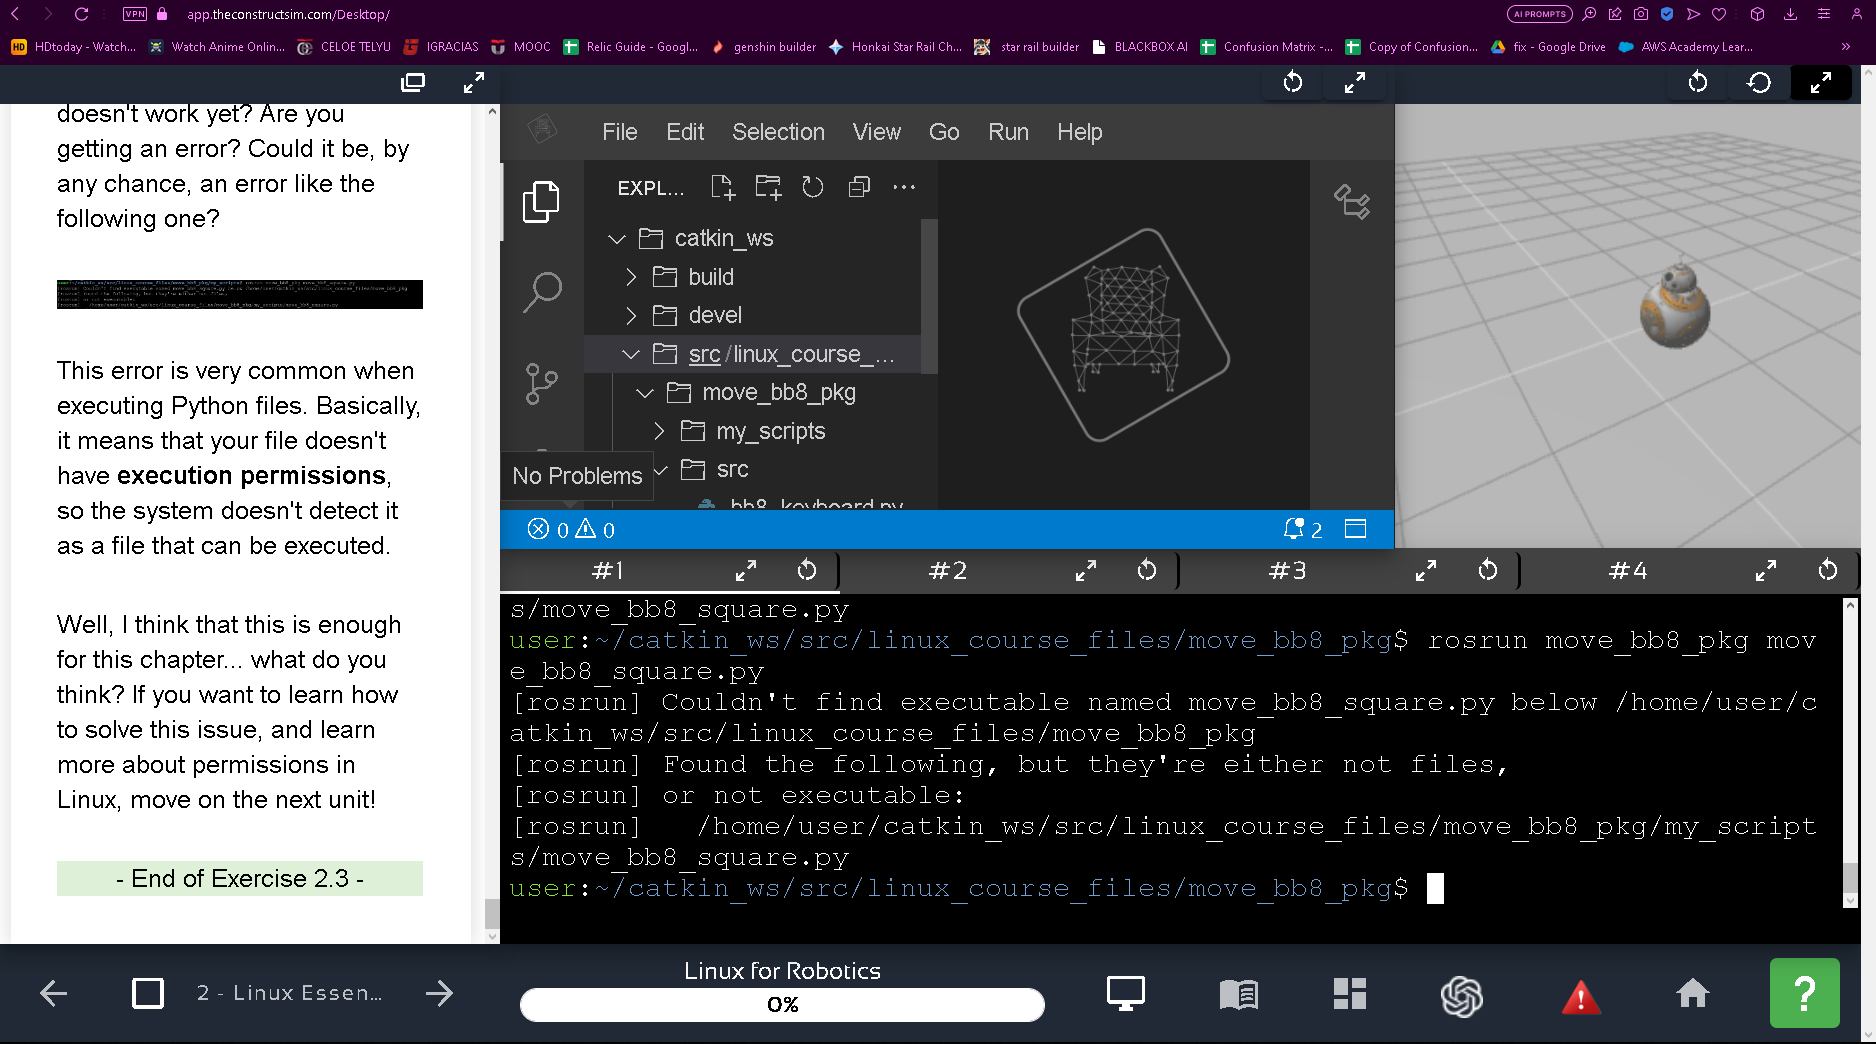 VPN
app.theconstructsim.com/Desktop/
AI PROMPTS
HD
HDtoday - Watch...
Watch Anime Onlin...
CELOE TELYU
IGRACIAS
MOOC
Relic Guide - Googl...
genshin builder
Honkai Star Rail Ch...
star rail builder
BLACKBOX AI
Confusion Matrix -...
Copy of Confusion...
fix - Google Drive
AWS Academy Lear...
»
doesn't work yet? Are you
getting an error? Could it be, by
any chance, an error like the
following one?
This error is very common when
executing Python files. Basically,
it means that your file doesn't
have execution permissions,
so the system doesn't detect it
as a file that can be executed.
Well, I think that this is enough
for this chapter... what do you
think? If you want to learn how
to solve this issue, and learn
more about permissions in
Linux, move on the next unit!
- End of Exercise 2.3 -
File Edit Selection View Go Run Help
EXPL...
catkin_ws
build
devel
src/linux_course_...
move_bb8_pkg
my_scripts
src
bb8_keyboard.py
No Problems
0 0
2
#1 #2 #3 #4
s/move_bb8_square.py
user:~/catkin_ws/src/linux_course_files/move_bb8_pkg$ rosrun move_bb8_pkg mov
e_bb8_square.py
[rosrun] Couldn't find executable named move_bb8_square.py below /home/user/c
atkin_ws/src/linux_course_files/move_bb8_pkg
[rosrun] Found the following, but they're either not files,
[rosrun] or not executable:
[rosrun]   /home/user/catkin_ws/src/linux_course_files/move_bb8_pkg/my_script
s/move_bb8_square.py
user:~/catkin_ws/src/linux_course_files/move_bb8_pkg$
2 - Linux Essen...
Linux for Robotics
0%
?